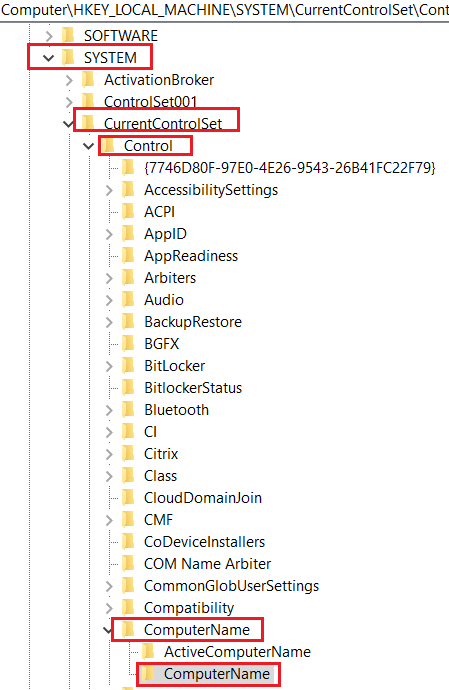 Computer\HKEY_LOCAL_MACHINE\SYSTEM\CurrentControlSet\Cont
SOFTWARE
SYSTEM
ActivationBroker
ControlSet001
CurrentControlSet
Control
{7746D80F-97E0-4E26-9543-26B41FC22F79}
AccessibilitySettings
ACPI
AppID
AppReadiness
Arbiters
Audio
BackupRestore
BGFX
BitLocker
BitlockerStatus
Bluetooth
CI
Citrix
Class
CloudDomainJoin
CMF
CoDeviceInstallers
COM Name Arbiter
CommonGlobUserSettings
Compatibility
ComputerName
ActiveComputerName
ComputerName